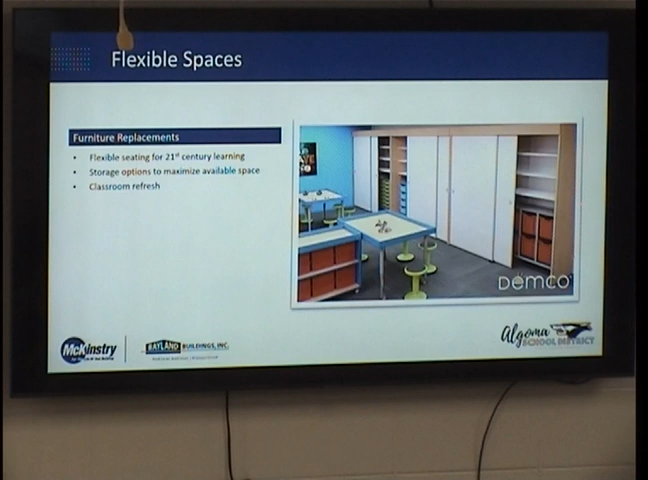 Flexible Spaces
Furniture Replacements
• Flexible seating for 21st century learning
• Storage options to maximize available space
• Classroom refresh
DEMCO
McKinstry
BAYLAND BUILDINGS, INC.
Algoma
SCHOOL DISTRICT